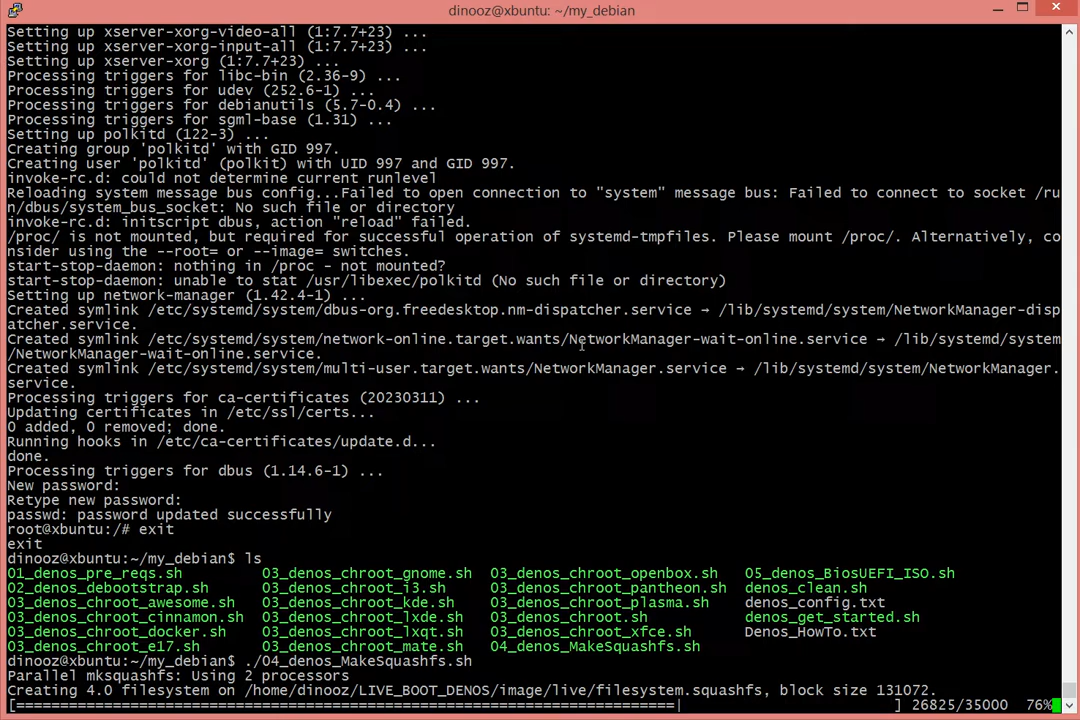 dinooz@xbuntu: ~/my_debian
Setting up xserver-xorg-video-all (1:7.7+23) ...
Setting up xserver-xorg-input-all (1:7.7+23) ...
Setting up xserver-xorg (1:7.7+23) ...
Processing triggers for libc-bin (2.36-9) ...
Processing triggers for udev (252.6-1) ...
Processing triggers for debianutils (5.7-0.4) ...
Processing triggers for sgml-base (1.31) ...
Setting up polkitd (122-3) ...
Creating group 'polkitd' with GID 997.
Creating user 'polkitd' (polkit) with UID 997 and GID 997.
invoke-rc.d: could not determine current runlevel
Reloading system message bus config...Failed to open connection to "system" message bus: Failed to connect to socket /ru
n/dbus/system_bus_socket: No such file or directory
invoke-rc.d: initscript dbus, action "reload" failed.
/proc/ is not mounted, but required for successful operation of systemd-tmpfiles. Please mount /proc/. Alternatively, co
nsider using the --root= or --image= switches.
start-stop-daemon: nothing in /proc - not mounted?
start-stop-daemon: unable to stat /usr/libexec/polkitd (No such file or directory)
Setting up network-manager (1.42.4-1) ...
Created symlink /etc/systemd/system/dbus-org.freedesktop.nm-dispatcher.service → /lib/systemd/system/NetworkManager-disp
atcher.service.
Created symlink /etc/systemd/system/network-online.target.wants/NetworkManager-wait-online.service → /lib/systemd/system
/NetworkManager-wait-online.service.
Created symlink /etc/systemd/system/multi-user.target.wants/NetworkManager.service → /lib/systemd/system/NetworkManager.
service.
Processing triggers for ca-certificates (20230311) ...
Updating certificates in /etc/ssl/certs...
0 added, 0 removed; done.
Running hooks in /etc/ca-certificates/update.d...
done.
Processing triggers for dbus (1.14.6-1) ...
New password:
Retype new password:
passwd: password updated successfully
root@xbuntu:/# exit
exit
dinooz@xbuntu:~/my_debian$ ls
01_denos_pre_reqs.sh 03_denos_chroot_gnome.sh 03_denos_chroot_openbox.sh 05_denos_BiosUEFI_ISO.sh
02_denos_debootstrap.sh 03_denos_chroot_i3.sh 03_denos_chroot_pantheon.sh denos_clean.sh
03_denos_chroot_awesome.sh 03_denos_chroot_kde.sh 03_denos_chroot_plasma.sh denos_config.txt
03_denos_chroot_cinnamon.sh 03_denos_chroot_lxde.sh 03_denos_chroot.sh denos_get_started.sh
03_denos_chroot_docker.sh 03_denos_chroot_lxqt.sh 03_denos_chroot_xfce.sh Denos_HowTo.txt
03_denos_chroot_e17.sh 03_denos_chroot_mate.sh 04_denos_MakeSquashfs.sh
dinooz@xbuntu:~/my_debian$ ./04_denos_MakeSquashfs.sh
Parallel mksquashfs: Using 2 processors
Creating 4.0 filesystem on /home/dinooz/LIVE_BOOT_DENOS/image/live/filesystem.squashfs, block size 131072.
[===========================================================================| ] 26825/35000 76%